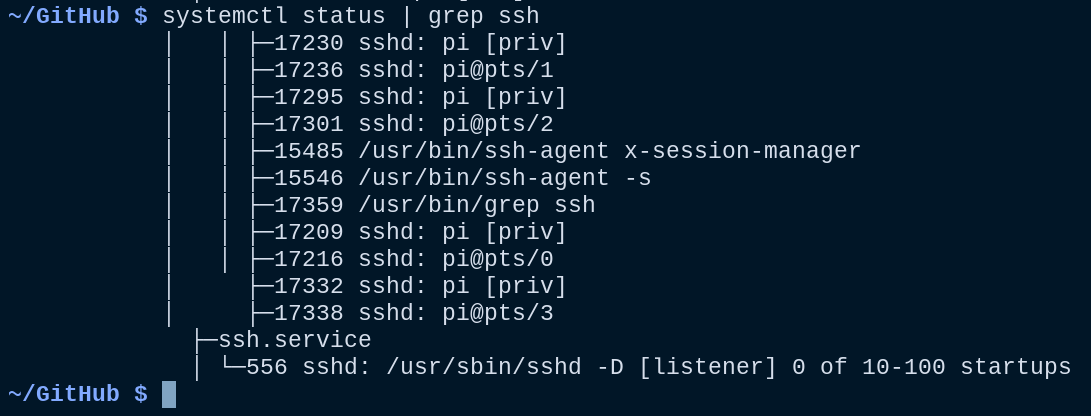 ~/GitHub $ systemctl status | grep ssh
           │   │ ├─17230 sshd: pi [priv]
           │   │ ├─17236 sshd: pi@pts/1
           │   │ ├─17295 sshd: pi [priv]
           │   │ ├─17301 sshd: pi@pts/2
           │   │ ├─15485 /usr/bin/ssh-agent x-session-manager
           │   │ ├─15546 /usr/bin/ssh-agent -s
           │   │ ├─17359 /usr/bin/grep ssh
           │   │ ├─17209 sshd: pi [priv]
           │   │ ├─17216 sshd: pi@pts/0
           │     ├─17332 sshd: pi [priv]
           │     ├─17338 sshd: pi@pts/3
             ├─ssh.service
             │ └─556 sshd: /usr/sbin/sshd -D [listener] 0 of 10-100 startups
~/GitHub $